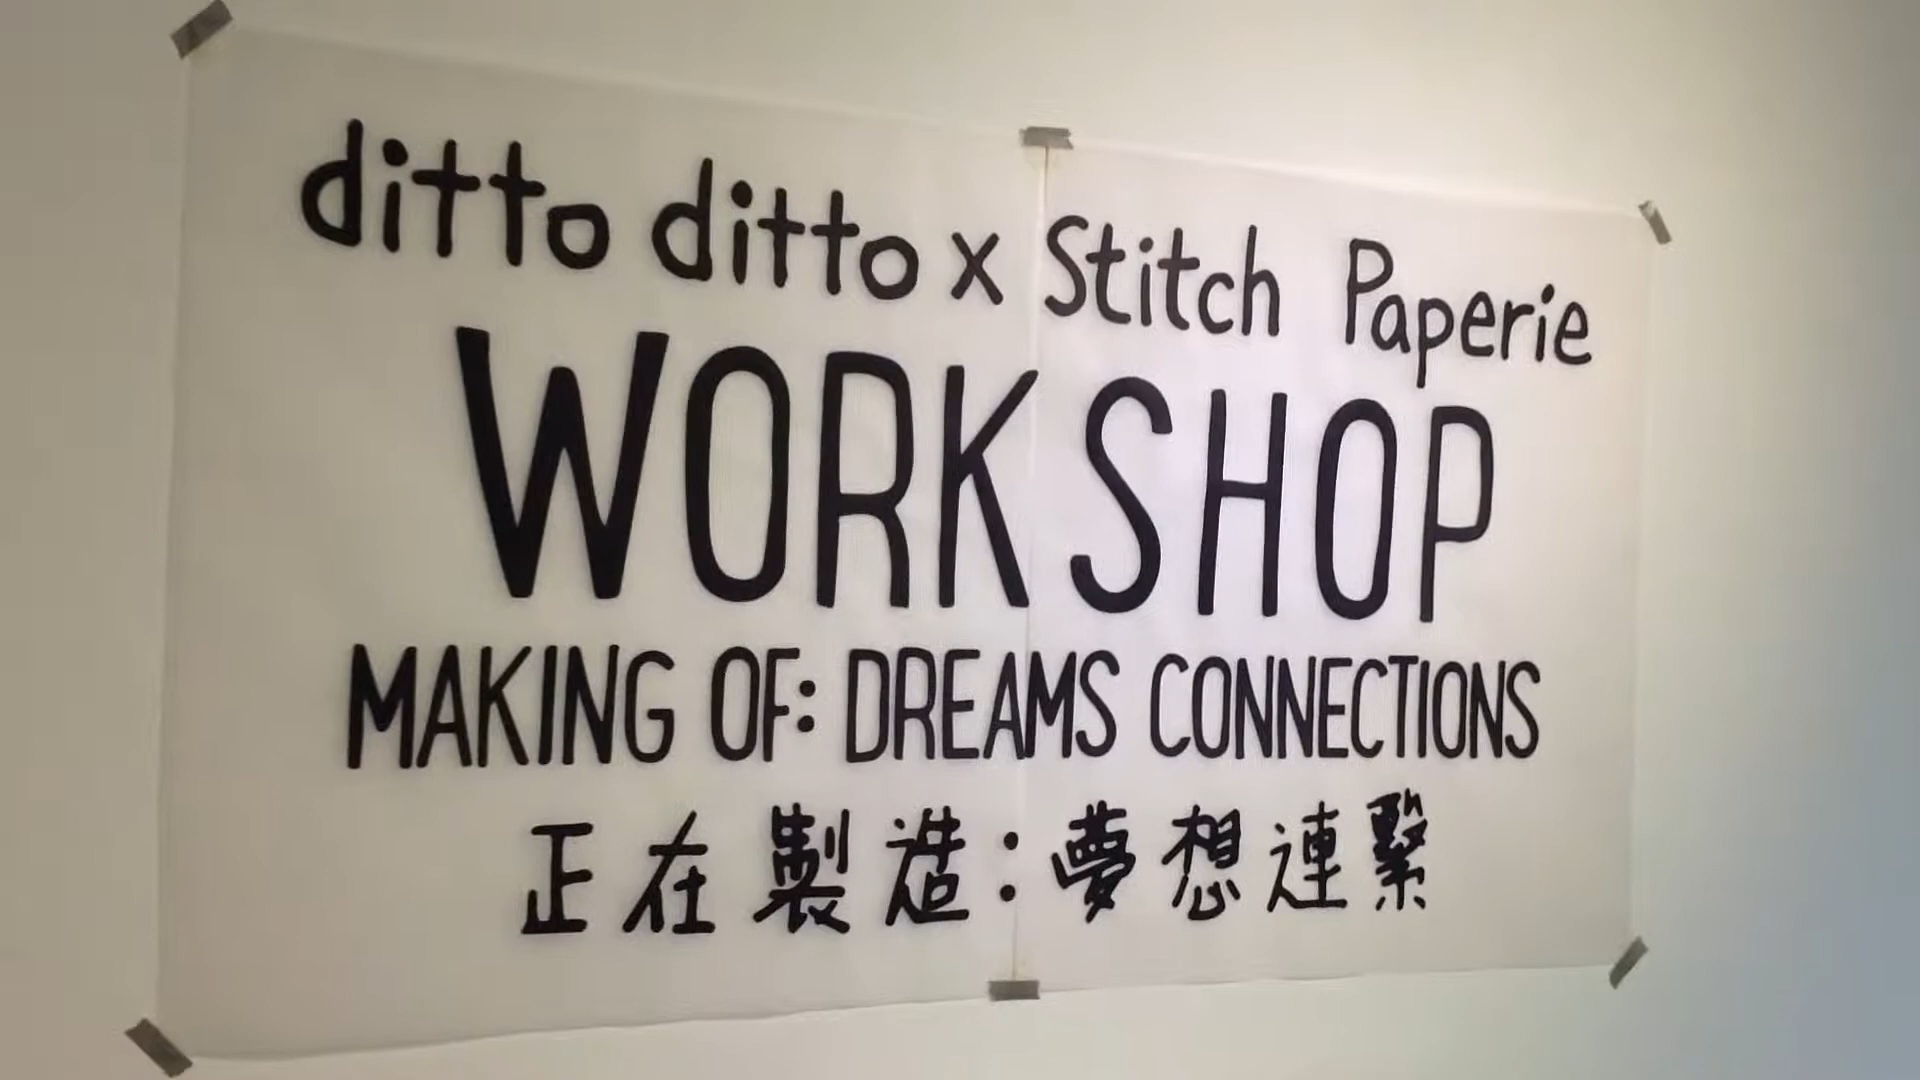 ditto ditto x Stitch Paperie
WORKSHOP
MAKING OF: DREAMS CONNECTIONS
正在製造：夢想連繫